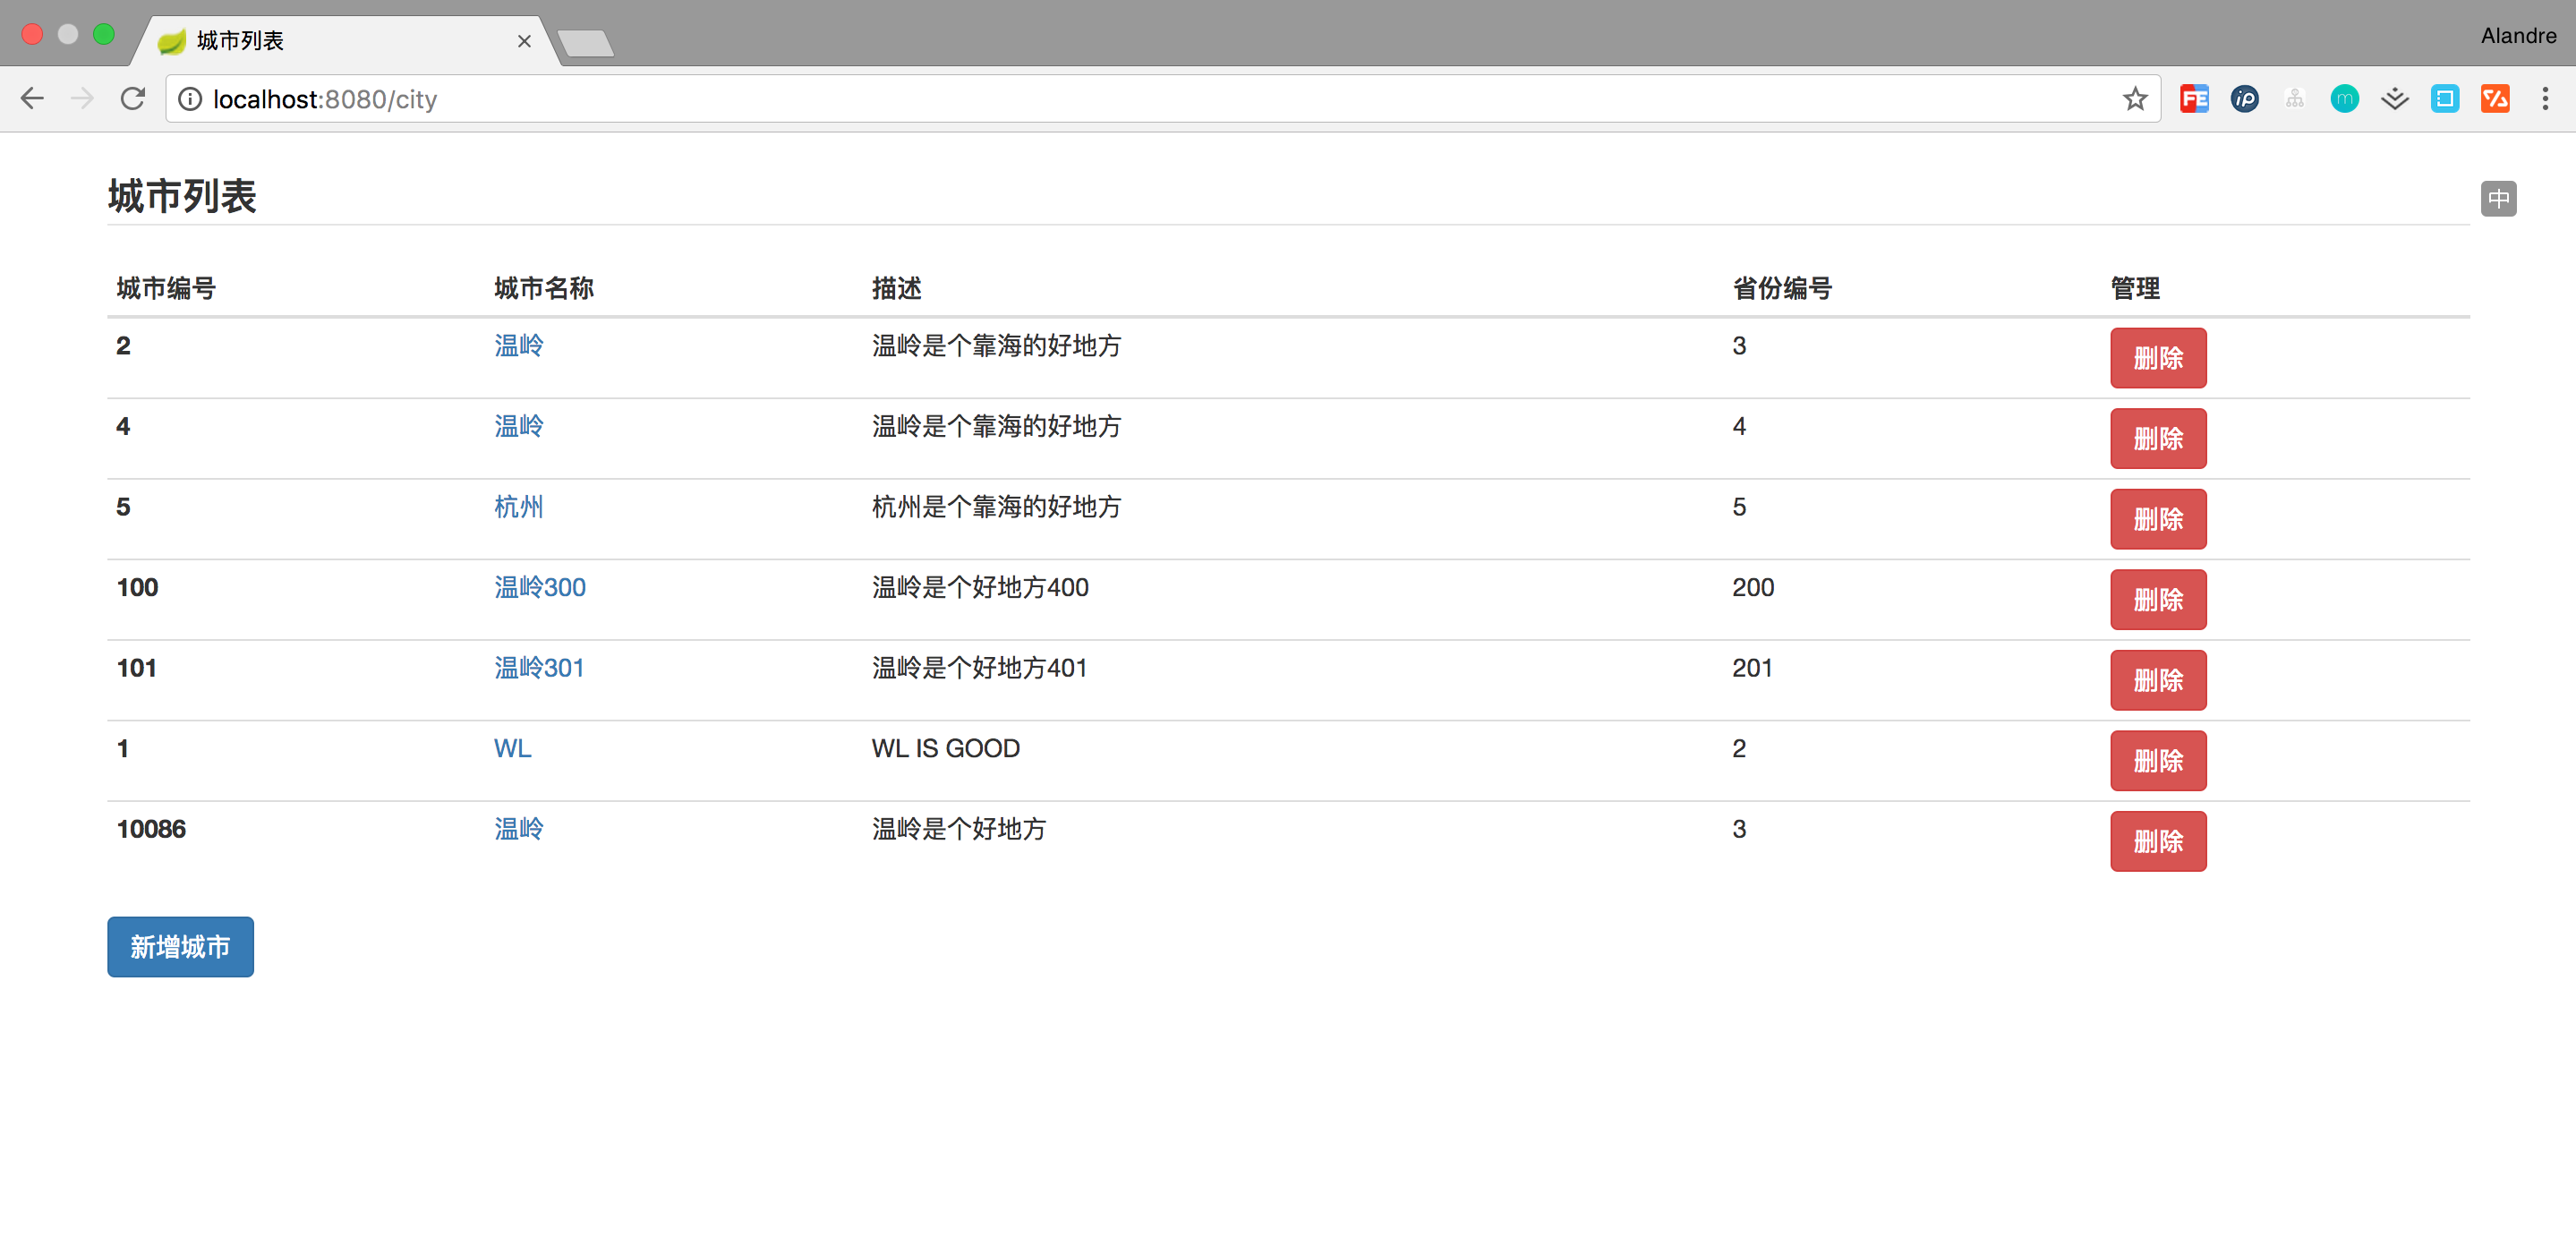 城市列表
Alandre
localhost:8080/city
FE ip m
城市列表
中
城市编号 城市名称 描述 省份编号 管理
2 温岭 温岭是个靠海的好地方 3 删除
4 温岭 温岭是个靠海的好地方 4 删除
5 杭州 杭州是个靠海的好地方 5 删除
100 温岭300 温岭是个好地方400 200 删除
101 温岭301 温岭是个好地方401 201 删除
1 WL WL IS GOOD 2 删除
10086 温岭 温岭是个好地方 3 删除
新增城市